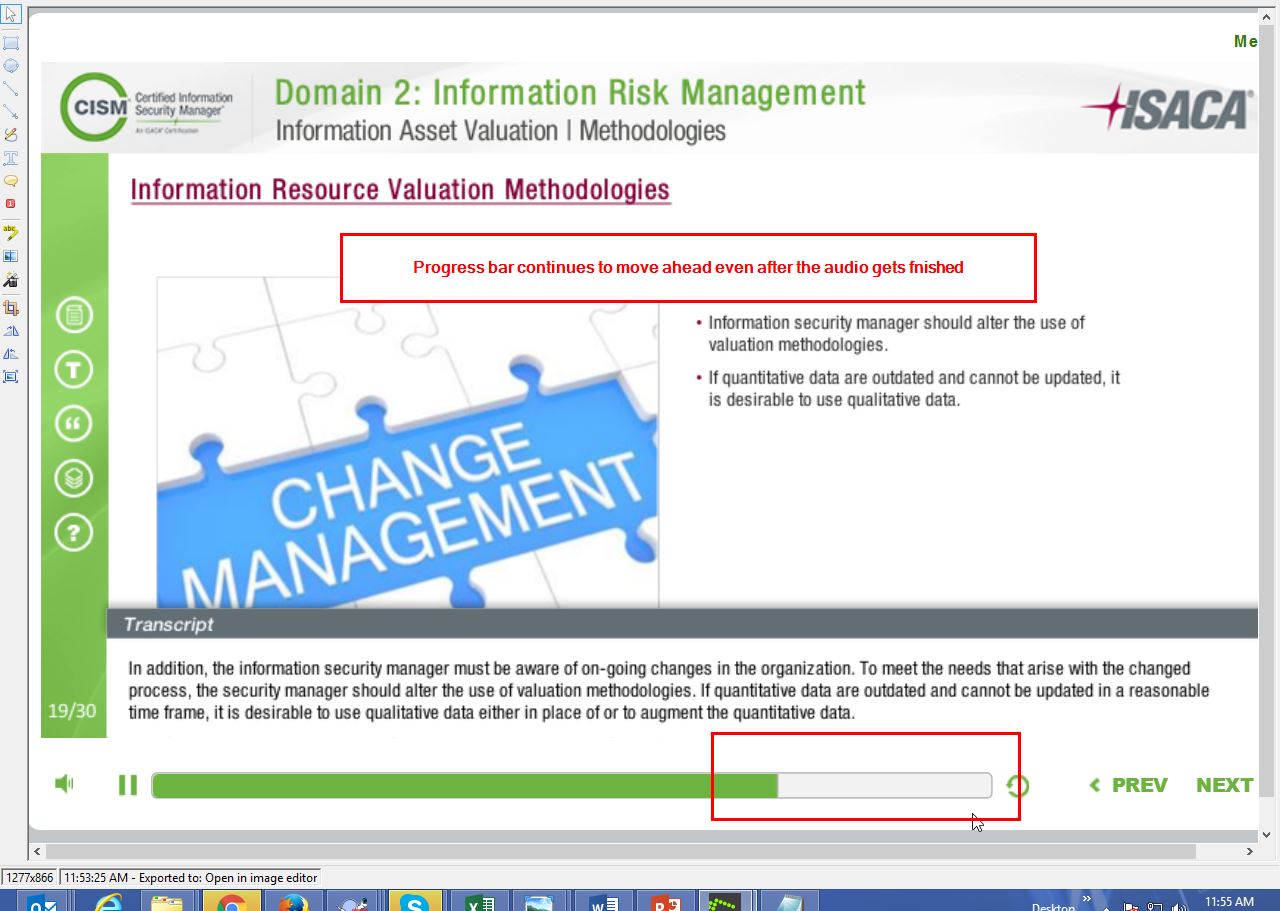 Me
CISM
Certified Information
Security Manager®
An ISACA® Certification
Domain 2: Information Risk Management
Information Asset Valuation | Methodologies
ISACA®
Information Resource Valuation Methodologies
Progress bar continues to move ahead even after the audio gets fnished
• Information security manager should alter the use of
valuation methodologies.
• If quantitative data are outdated and cannot be updated, it
is desirable to use qualitative data.
CHANGE
MANAGEMENT
Transcript
In addition, the information security manager must be aware of on-going changes in the organization. To meet the needs that arise with the changed
process, the security manager should alter the use of valuation methodologies. If quantitative data are outdated and cannot be updated in a reasonable
time frame, it is desirable to use qualitative data either in place of or to augment the quantitative data.
19/30
PREV
NEXT
1277x866
11:53:25 AM - Exported to: Open in image editor
Desktop
11:55 AM